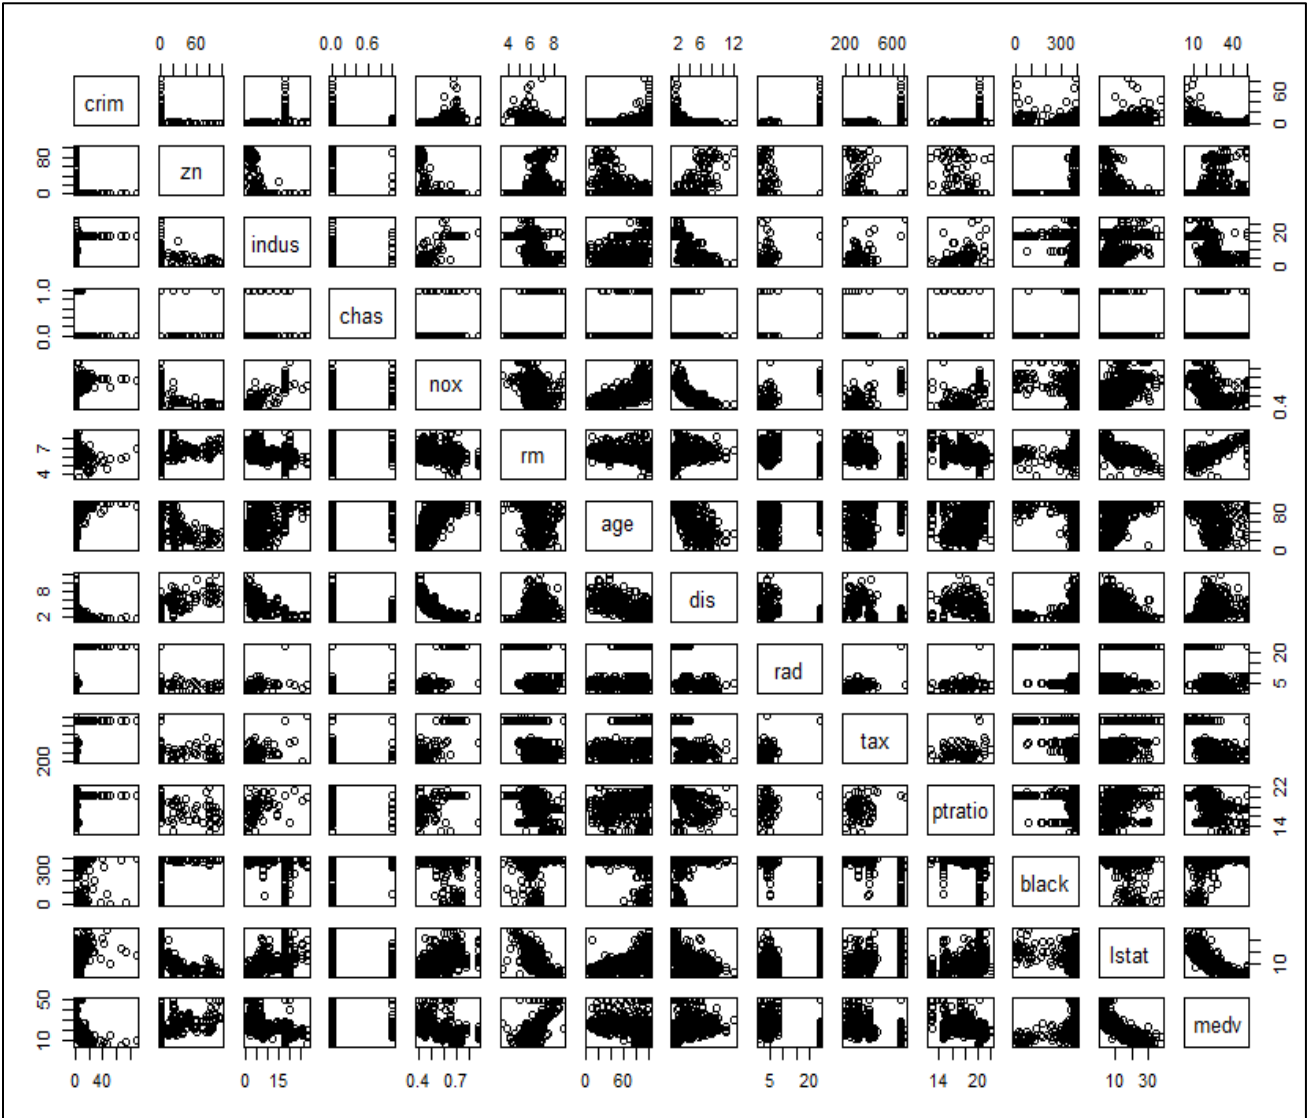 0 60 0.0 0.6 4 6 8 2 6 12 200 600 0 300 10 40
crim 0 60
0 80 zn
indus 0 20
0.0 1.0 chas
nox 0.4
4 7 rm
age 0 80
2 8 dis
rad 5 20
200 tax
ptratio 14 22
0 300 black
lstat 10
10 50 medv
0 40 0 15 0.4 0.7 0 60 5 20 14 20 10 30